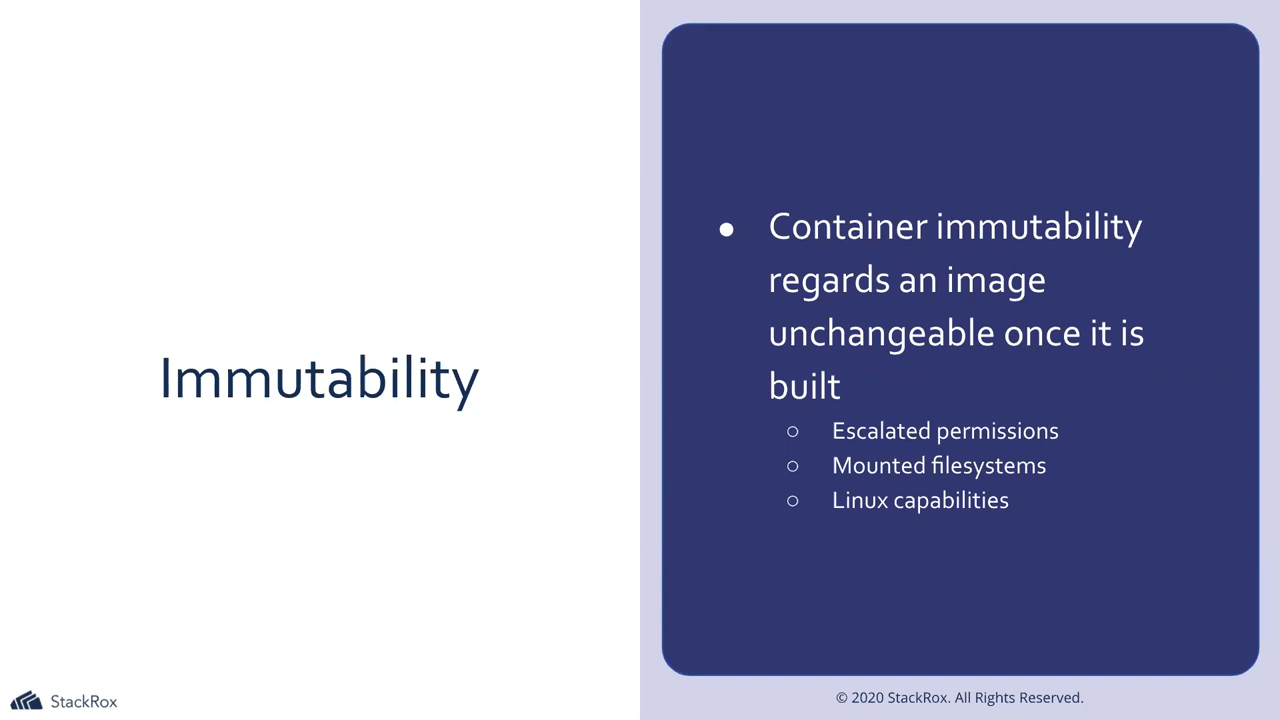 Immutability
● Container immutability
regards an image
unchangeable once it is
built
○ Escalated permissions
○ Mounted filesystems
○ Linux capabilities
StackRox
© 2020 StackRox. All Rights Reserved.